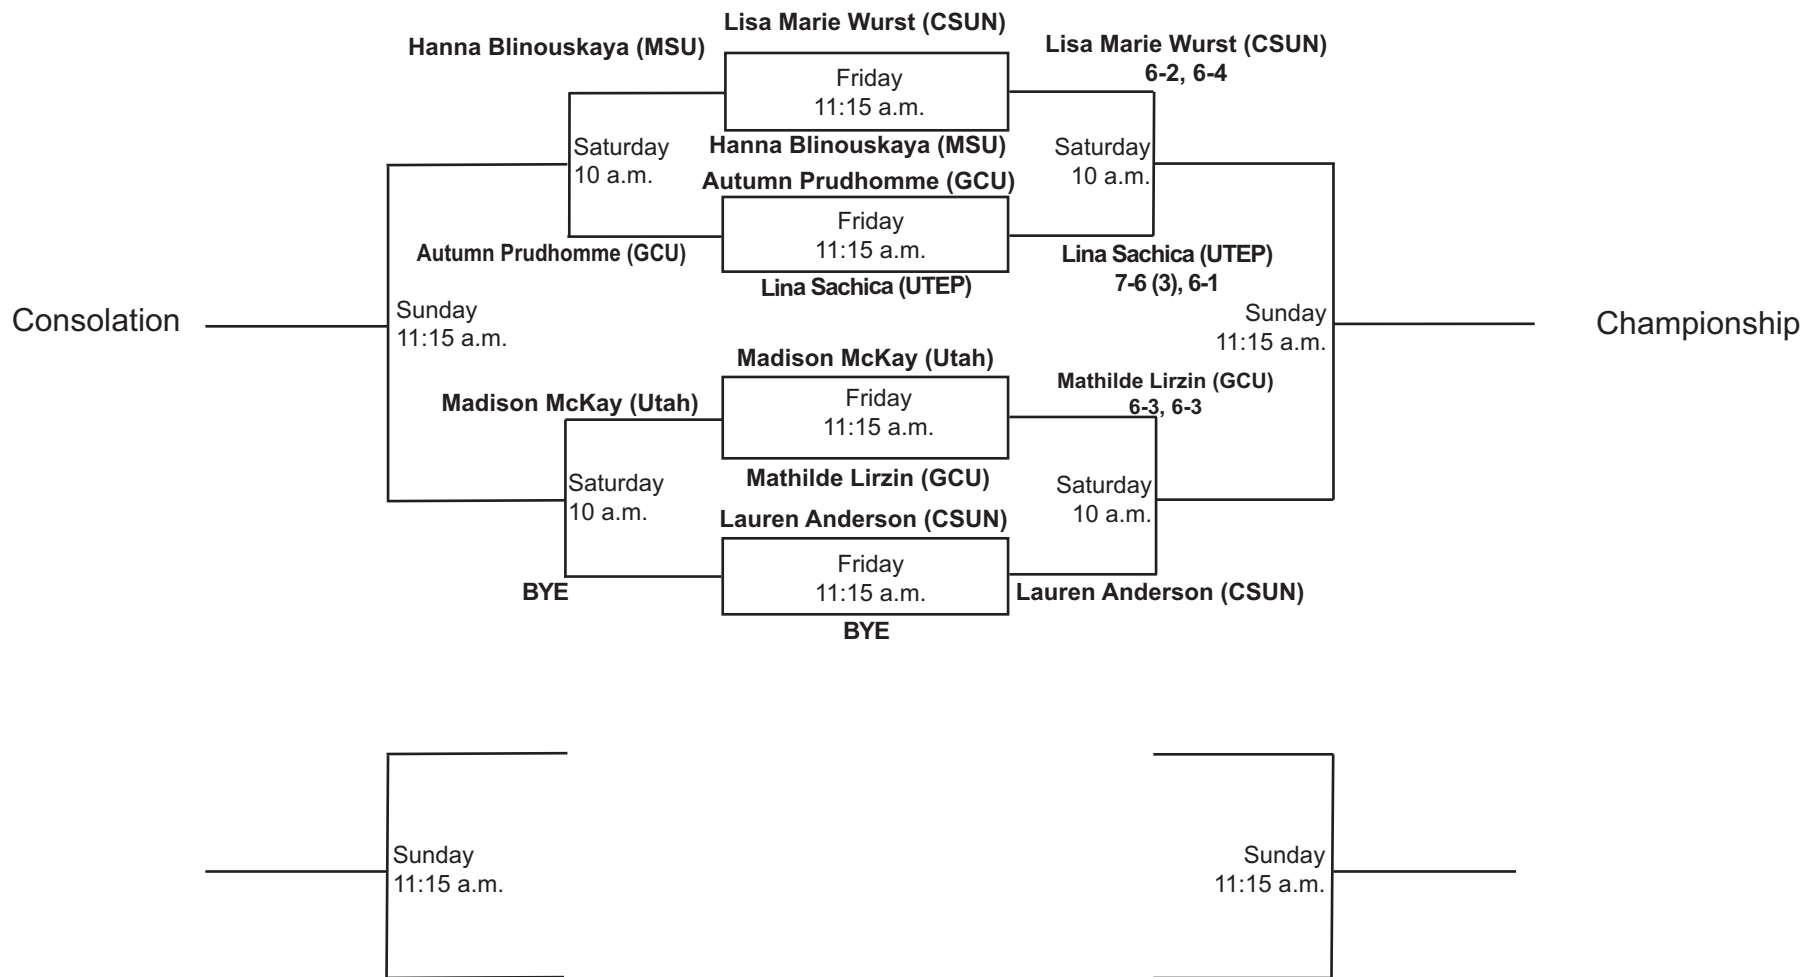 Lisa Marie Wurst (CSUN)
Hanna Blinouskaya (MSU)
Lisa Marie Wurst (CSUN)
6-2, 6-4
Friday
11:15 a.m.
Saturday
10 a.m.
Hanna Blinouskaya (MSU)
Saturday
10 a.m.
Autumn Prudhomme (GCU)
Friday
11:15 a.m.
Autumn Prudhomme (GCU)
Lina Sachica (UTEP)
7-6 (3), 6-1
Lina Sachica (UTEP)
Consolation
Sunday
11:15 a.m.
Sunday
11:15 a.m.
Championship
Madison McKay (Utah)
Mathilde Lirzin (GCU)
6-3, 6-3
Madison McKay (Utah)
Friday
11:15 a.m.
Mathilde Lirzin (GCU)
Saturday
10 a.m.
Saturday
10 a.m.
Lauren Anderson (CSUN)
Friday
11:15 a.m.
BYE
Lauren Anderson (CSUN)
BYE
Sunday
11:15 a.m.
Sunday
11:15 a.m.